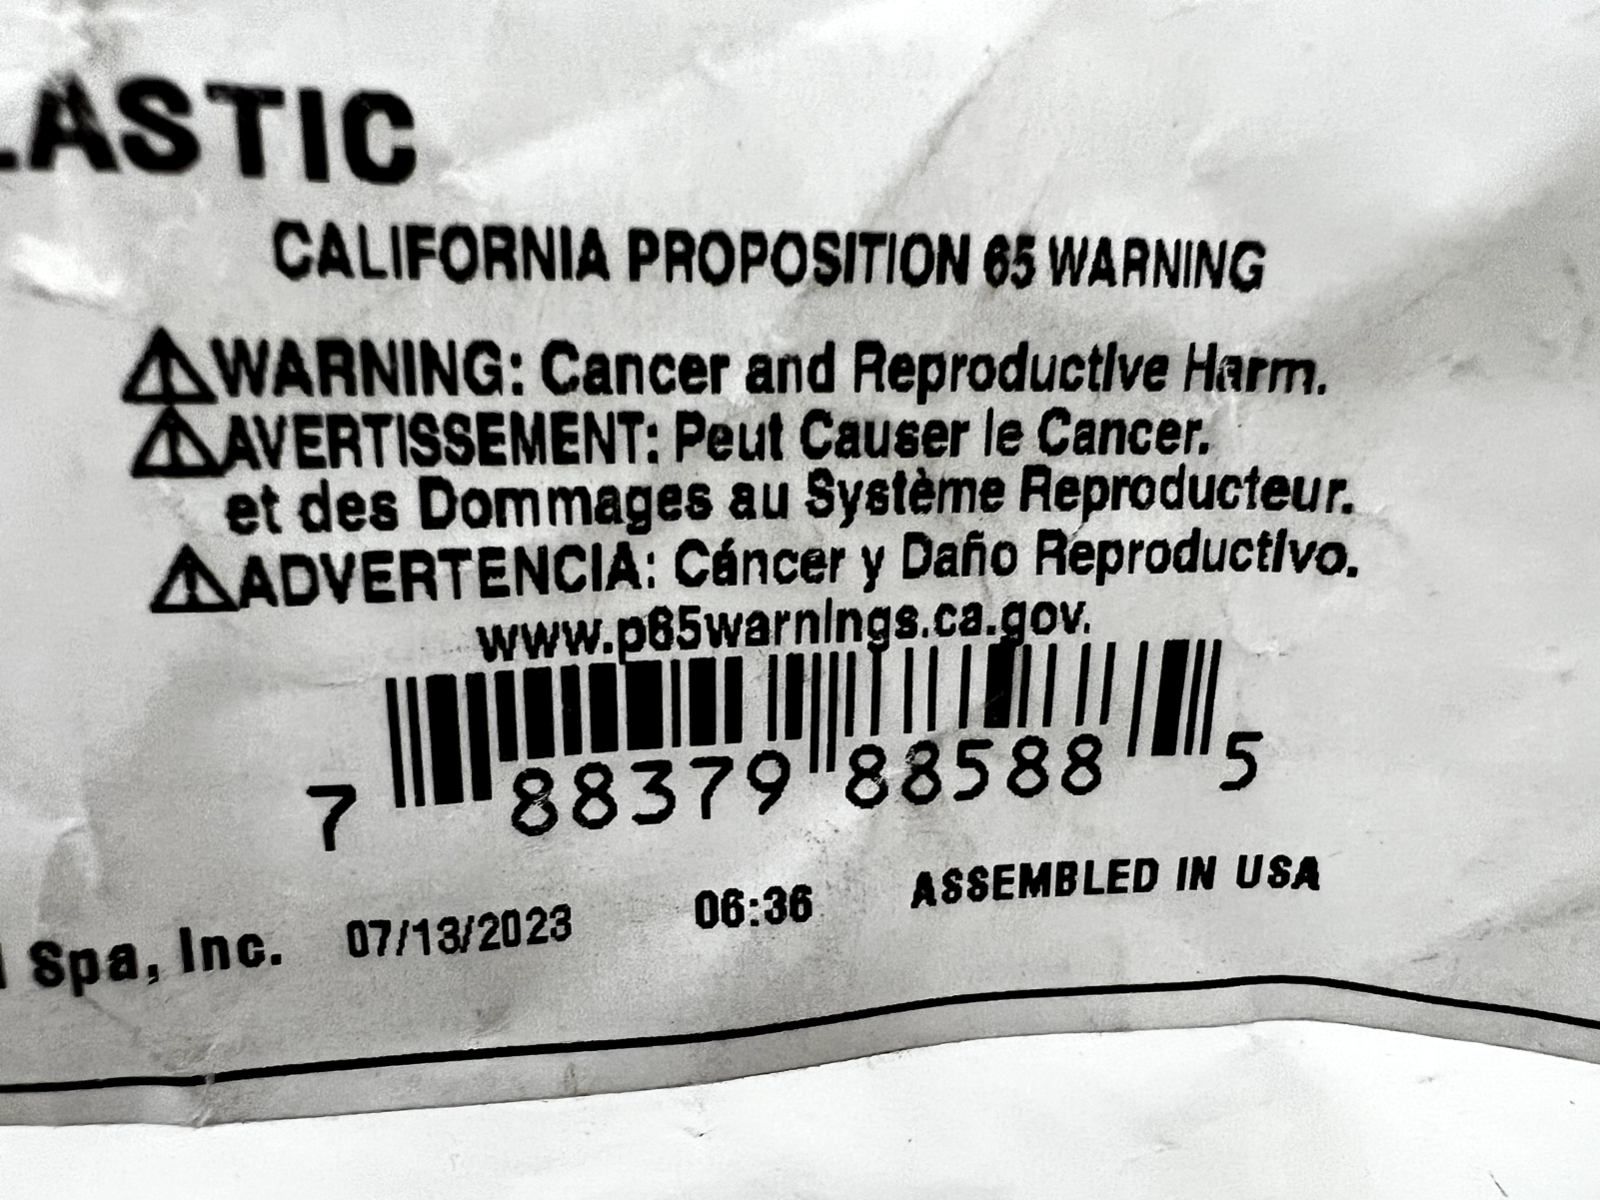 LASTIC
CALIFORNIA PROPOSITION 65 WARNING
⚠WARNING: Cancer and Reproductive Harm.
⚠AVERTISSEMENT: Peut Causer le Cancer.
et des Dommages au Système Reproducteur.
⚠ADVERTENCIA: Cáncer y Daño Reproductivo.
www.p65warnings.ca.gov.
7 88379 88588 5
Spa, Inc. 07/13/2023 06:36 ASSEMBLED IN USA